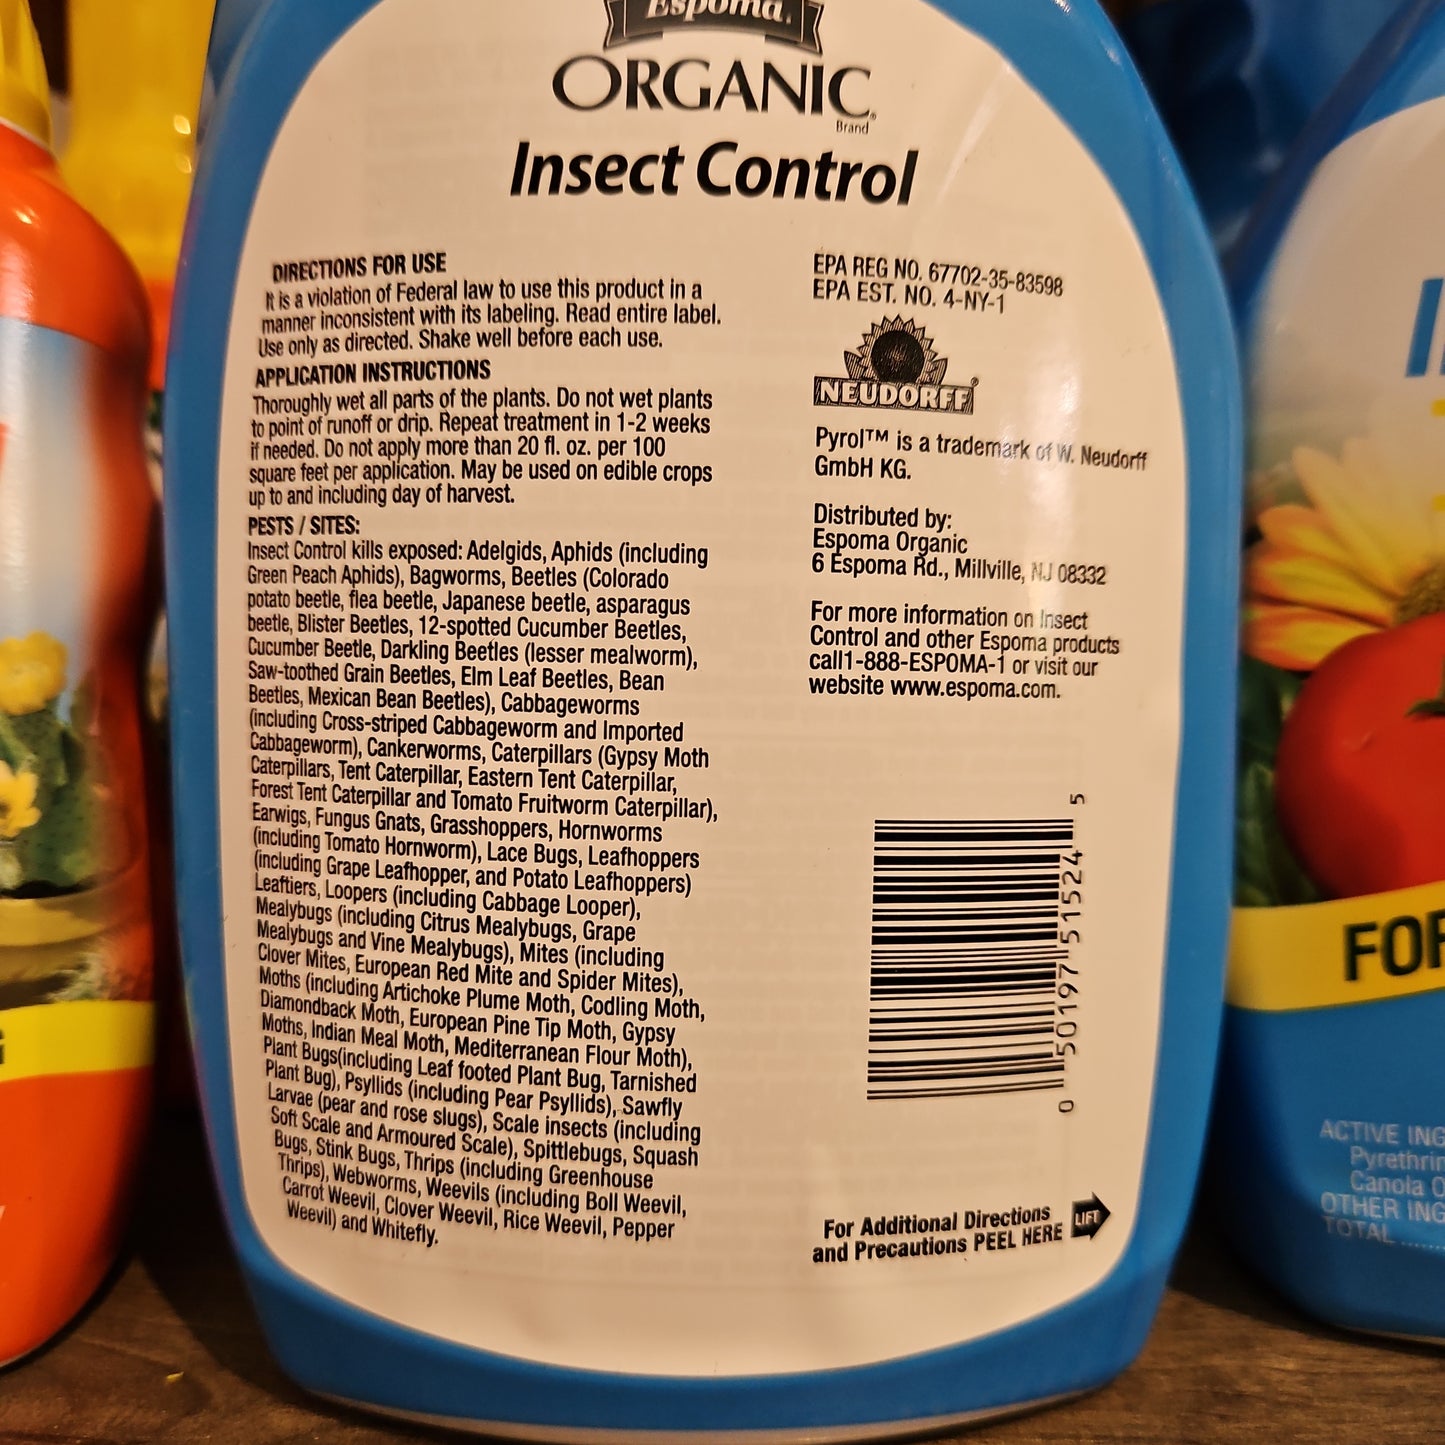 Espoma
ORGANIC
Brand
Insect Control
DIRECTIONS FOR USE
It is a violation of Federal law to use this product in a
manner inconsistent with its labeling. Read entire label.
Use only as directed. Shake well before each use.
APPLICATION INSTRUCTIONS
Thoroughly wet all parts of the plants. Do not wet plants
to point of runoff or drip. Repeat treatment in 1-2 weeks
if needed. Do not apply more than 20 fl. oz. per 100
square feet per application. May be used on edible crops
up to and including day of harvest.
PESTS / SITES:
Insect Control kills exposed: Adelgids, Aphids (including
Green Peach Aphids), Bagworms, Beetles (Colorado
potato beetle, flea beetle, Japanese beetle, asparagus
beetle, Blister Beetles, 12-spotted Cucumber Beetles,
Cucumber Beetle, Darkling Beetles (lesser mealworm),
Saw-toothed Grain Beetles, Elm Leaf Beetles, Bean
Beetles, Mexican Bean Beetles), Cabbageworms
(including Cross-striped Cabbageworm and Imported
Cabbageworm), Cankerworms, Caterpillars (Gypsy Moth
Caterpillars, Tent Caterpillar, Eastern Tent Caterpillar,
Forest Tent Caterpillar and Tomato Fruitworm Caterpillar),
Earwigs, Fungus Gnats, Grasshoppers, Hornworms
(including Tomato Hornworm), Lace Bugs, Leafhoppers
(including Grape Leafhopper, and Potato Leafhoppers)
Leaftiers, Loopers (including Cabbage Looper),
Mealybugs (including Citrus Mealybugs, Grape
Mealybugs and Vine Mealybugs), Mites (including
Clover Mites, European Red Mite and Spider Mites),
Moths (including Artichoke Plume Moth, Codling Moth,
Diamondback Moth, European Pine Tip Moth, Gypsy
Moths, Indian Meal Moth, Mediterranean Flour Moth),
Plant Bugs(including Leaf footed Plant Bug, Tarnished
Plant Bug), Psyllids (including Pear Psyllids), Sawfly
Larvae (pear and rose slugs), Scale insects (including
Soft Scale and Armoured Scale), Spittlebugs, Squash
Bugs, Stink Bugs, Thrips (including Greenhouse
Thrips), Webworms, Weevils (including Boll Weevil,
Carrot Weevil, Clover Weevil, Rice Weevil, Pepper
Weevil) and Whitefly.
EPA REG NO. 67702-35-83598
EPA EST. NO. 4-NY-1
NEUDORFF®
Pyrol™ is a trademark of W. Neudorff
GmbH KG.
Distributed by:
Espoma Organic
6 Espoma Rd., Millville, NJ 08332
For more information on Insect
Control and other Espoma products
call1-888-ESPOMA-1 or visit our
website www.espoma.com.
0 50197 51524 5
For Additional Directions
and Precautions PEEL HERE LIFT
FOR
ACTIVE ING
Pyrethrin
Canola O
OTHER ING
TOTAL